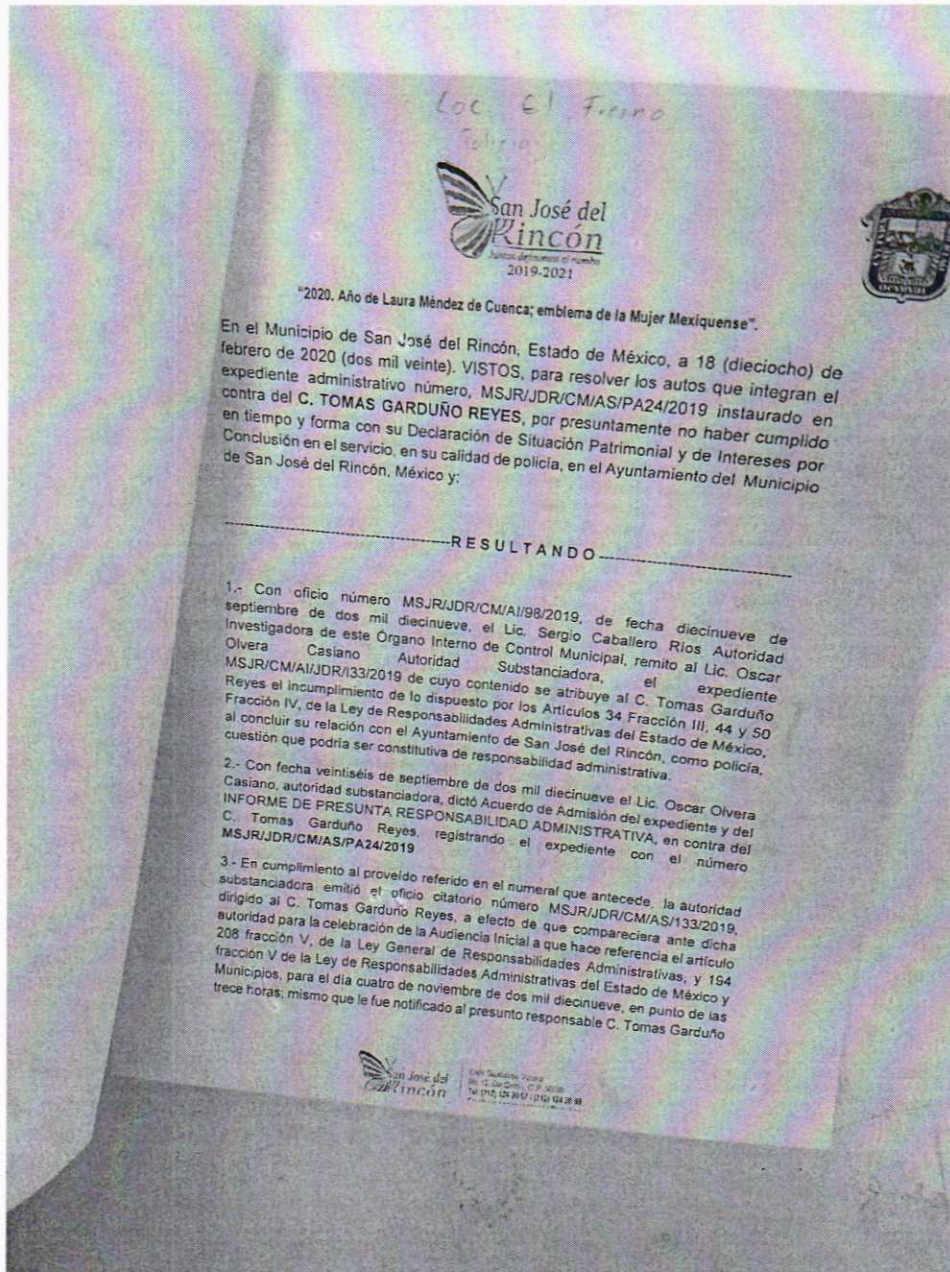 Loc El Fresno
Policia
San José del
Rincón
Juntos definimos el rumbo
2019-2021
"2020. Año de Laura Méndez de Cuenca; emblema de la Mujer Mexiquense".
En el Municipio de San José del Rincón, Estado de México, a 18 (dieciocho) de
febrero de 2020 (dos mil veinte). VISTOS, para resolver los autos que integran el
expediente administrativo número, MSJR/JDR/CM/AS/PA24/2019 instaurado en
contra del C. TOMAS GARDUÑO REYES, por presuntamente no haber cumplido
en tiempo y forma con su Declaración de Situación Patrimonial y de Intereses por
Conclusión en el servicio, en su calidad de policía, en el Ayuntamiento del Municipio
de San José del Rincón, México y;
RESULTANDO
1.- Con oficio número MSJR/JDR/CM/AI/98/2019, de fecha diecinueve de
septiembre de dos mil diecinueve, el Lic. Sergio Caballero Ríos Autoridad
Investigadora de este Órgano Interno de Control Municipal, remito al Lic. Oscar
Olvera Casiano Autoridad Substanciadora, el expediente
MSJR/CM/AI/JDR/I33/2019 de cuyo contenido se atribuye al C. Tomas Garduño
Reyes el incumplimiento de lo dispuesto por los Artículos 34 Fracción III, 44 y 50
Fracción IV, de la Ley de Responsabilidades Administrativas del Estado de México,
al concluir su relación con el Ayuntamiento de San José del Rincón, como policía,
cuestión que podría ser constitutiva de responsabilidad administrativa.
2.- Con fecha veintiséis de septiembre de dos mil diecinueve el Lic. Oscar Olvera
Casiano, autoridad substanciadora, dictó Acuerdo de Admisión del expediente y del
INFORME DE PRESUNTA RESPONSABILIDAD ADMINISTRATIVA, en contra del
C. Tomas Garduño Reyes, registrando el expediente con el número
MSJR/JDR/CM/AS/PA24/2019
3.- En cumplimiento al proveído referido en el numeral que antecede, la autoridad
substanciadora emitió el oficio citatorio número MSJR/JDR/CM/AS/133/2019,
dirigido al C. Tomas Garduño Reyes, a efecto de que compareciera ante dicha
autoridad para la celebración de la Audiencia Inicial a que hace referencia el artículo
208 fracción V, de la Ley General de Responsabilidades Administrativas, y 194
fracción V de la Ley de Responsabilidades Administrativas del Estado de México y
Municipios, para el día cuatro de noviembre de dos mil diecinueve, en punto de las
trece horas; mismo que le fue notificado al presunto responsable C. Tomas Garduño
San José del
Rincón